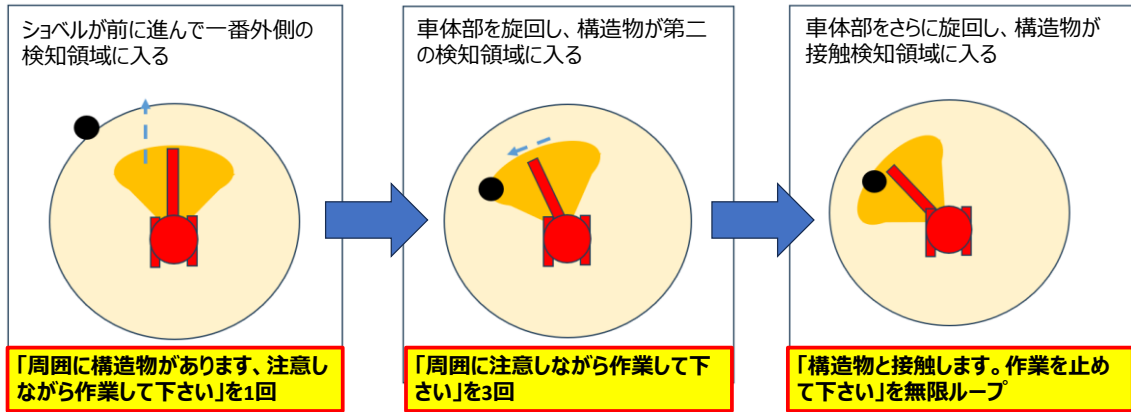 ショベルが前に進んで一番外側の
検知領域に入る
「周囲に構造物があります、注意し
ながら作業して下さい」を1回
車体部を旋回し、構造物が第二
の検知領域に入る
「周囲に注意しながら作業して下
さい」を3回
車体部をさらに旋回し、構造物が
接触検知領域に入る
「構造物と接触します。作業を止め
て下さい」を無限ループ